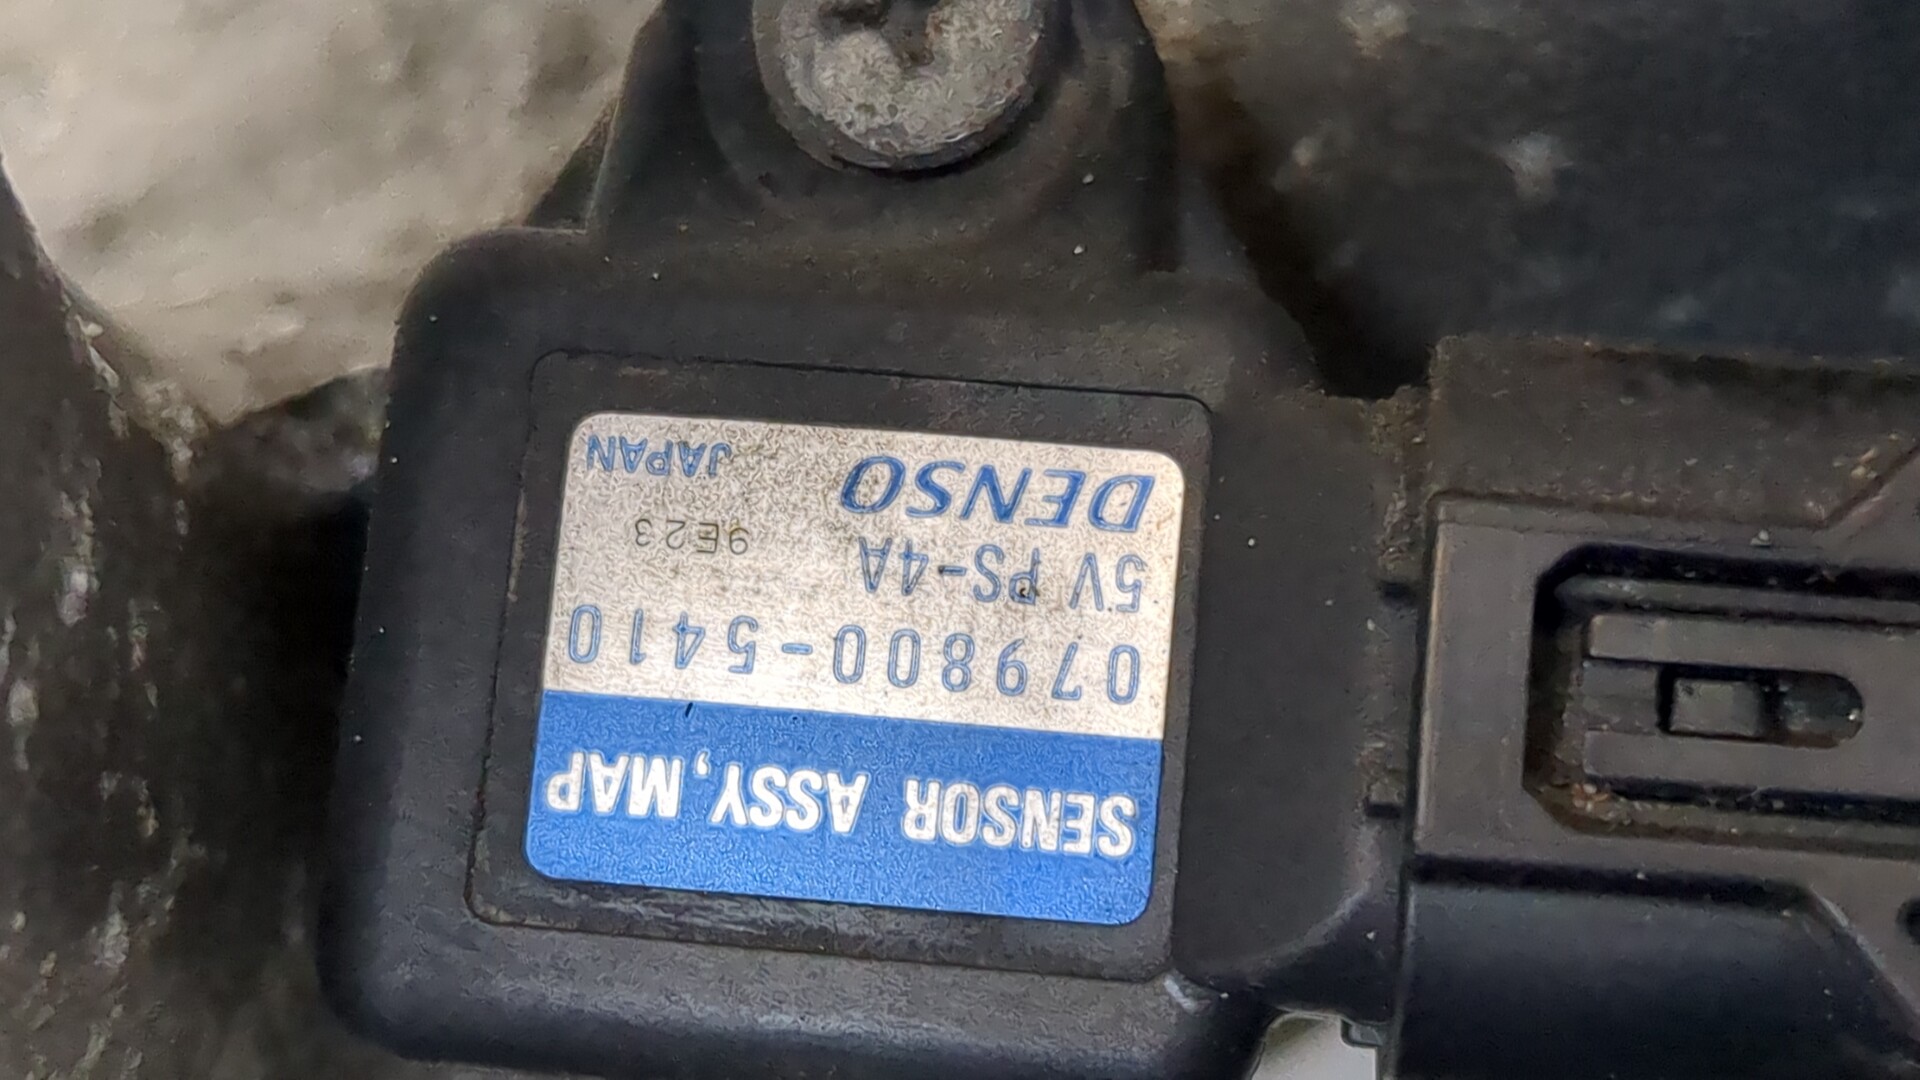 SENSOR ASSY, MAP
079800-5410
5V PS-4A 9E23
DENSO JAPAN